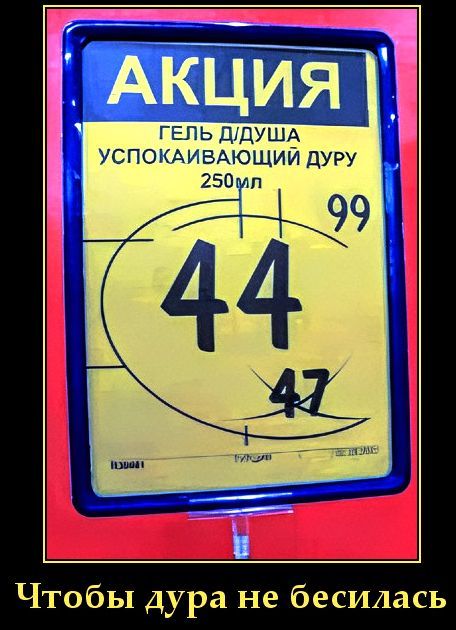 АКЦИЯ
ГЕЛЬ Д/ДУША
УСПОКАИВАЮЩИЙ ДУРУ
250мл
44 99
47
Чтобы дура не бесилась